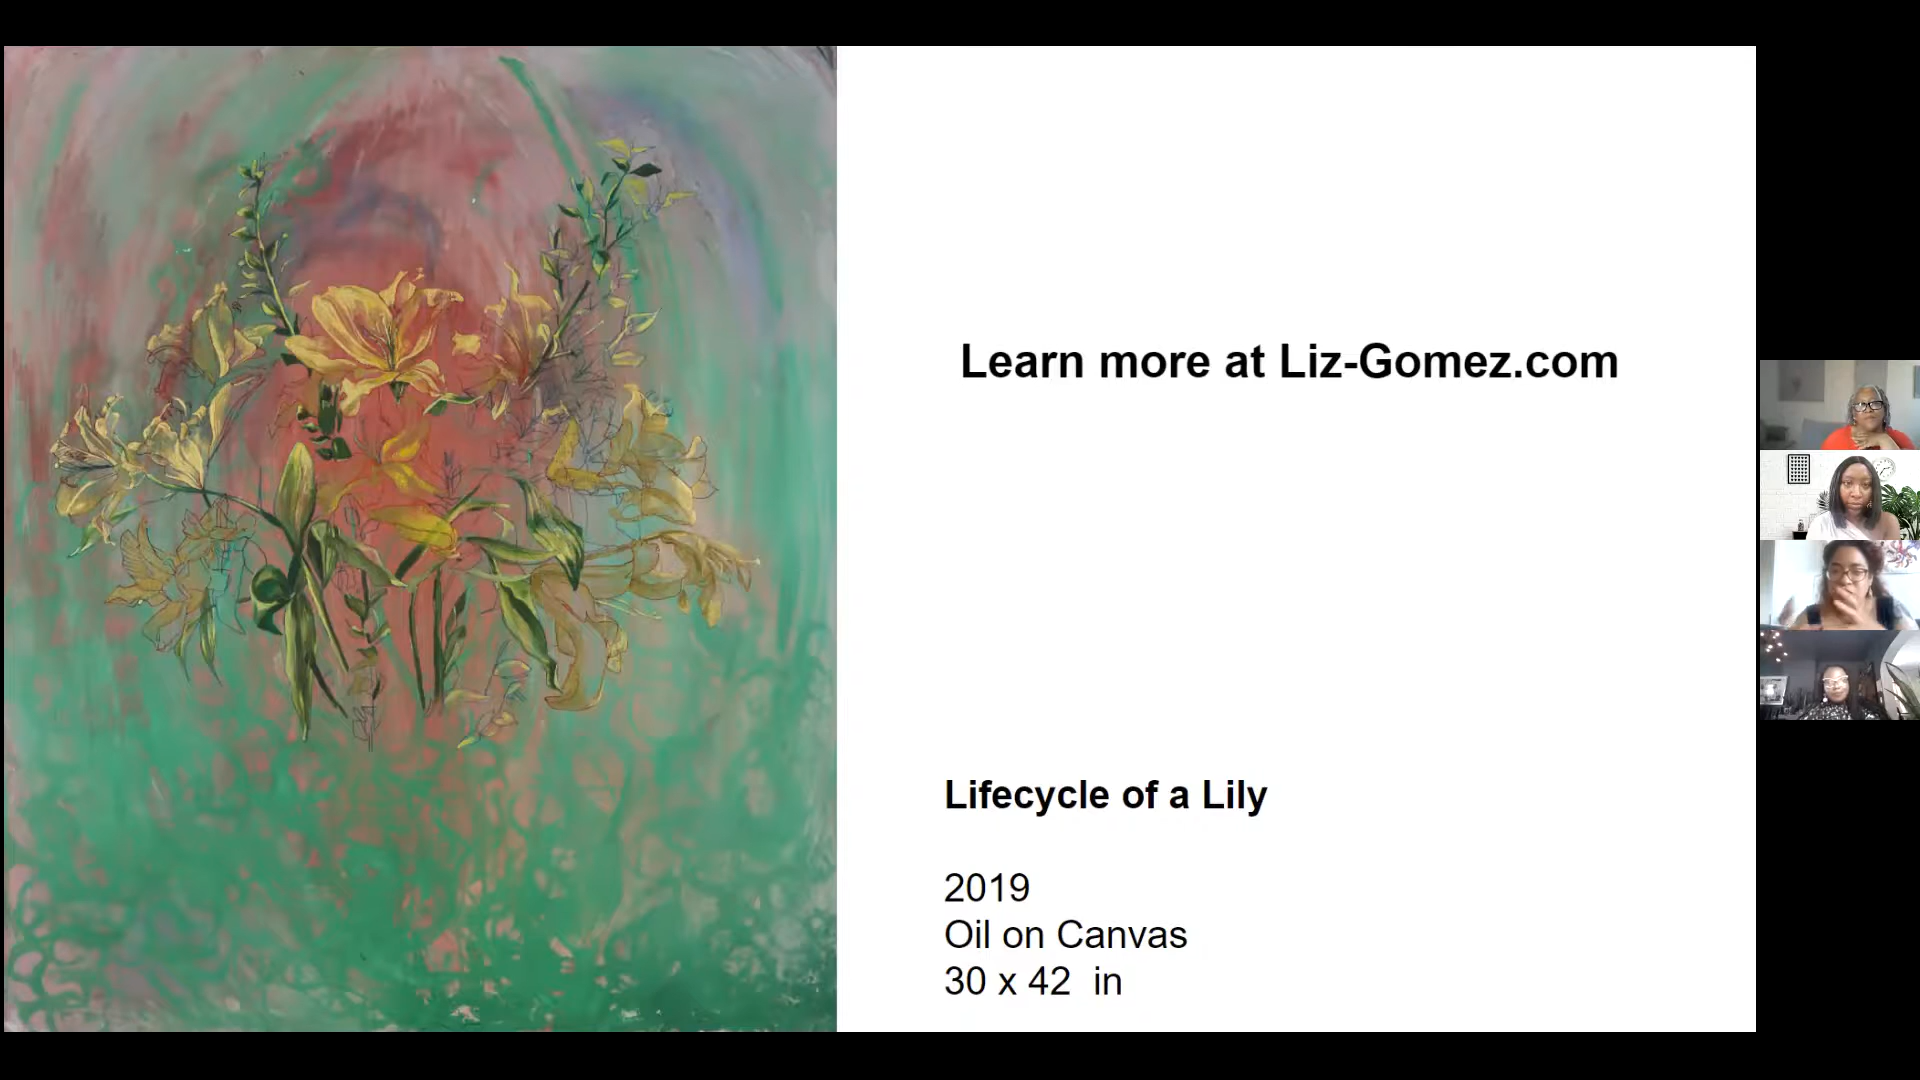 Learn more at Liz-Gomez.com
Lifecycle of a Lily
2019
Oil on Canvas
30 x 42  in